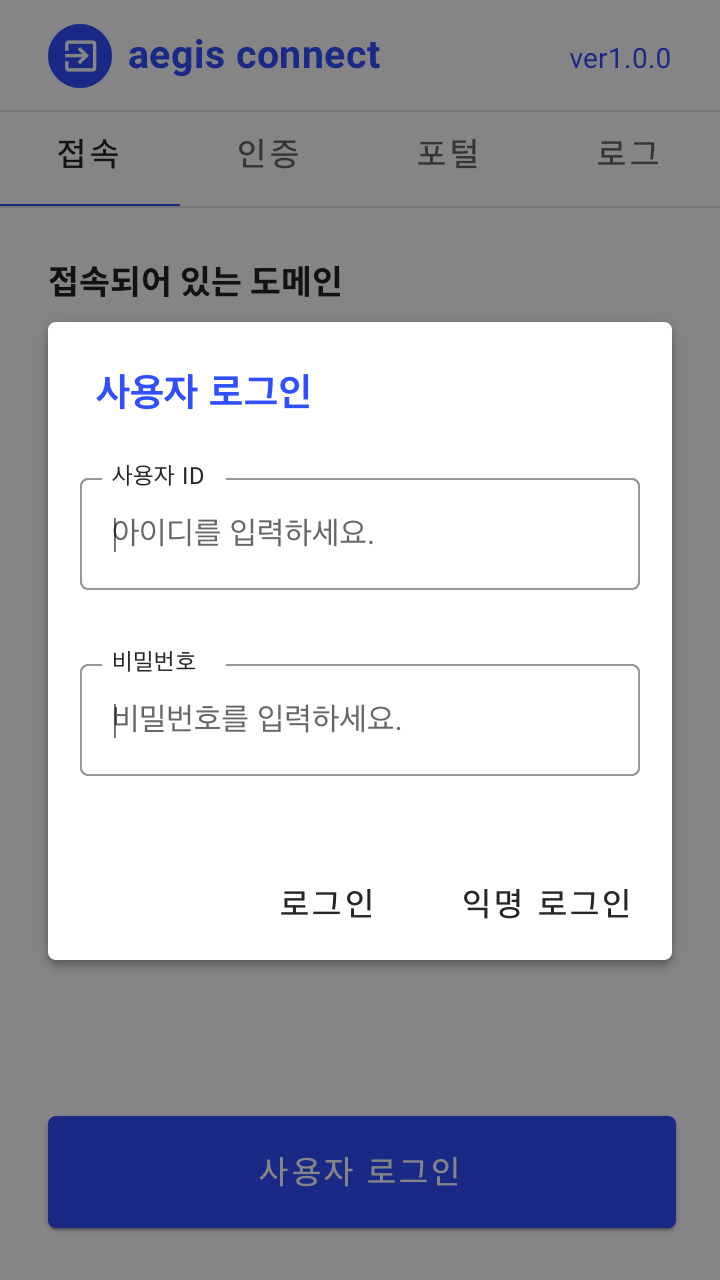 aegis connect
ver1.0.0
접속 인증 포털 로그
접속되어 있는 도메인
사용자 로그인
사용자 ID
아이디를 입력하세요.
비밀번호
비밀번호를 입력하세요.
로그인 익명 로그인
사용자 로그인